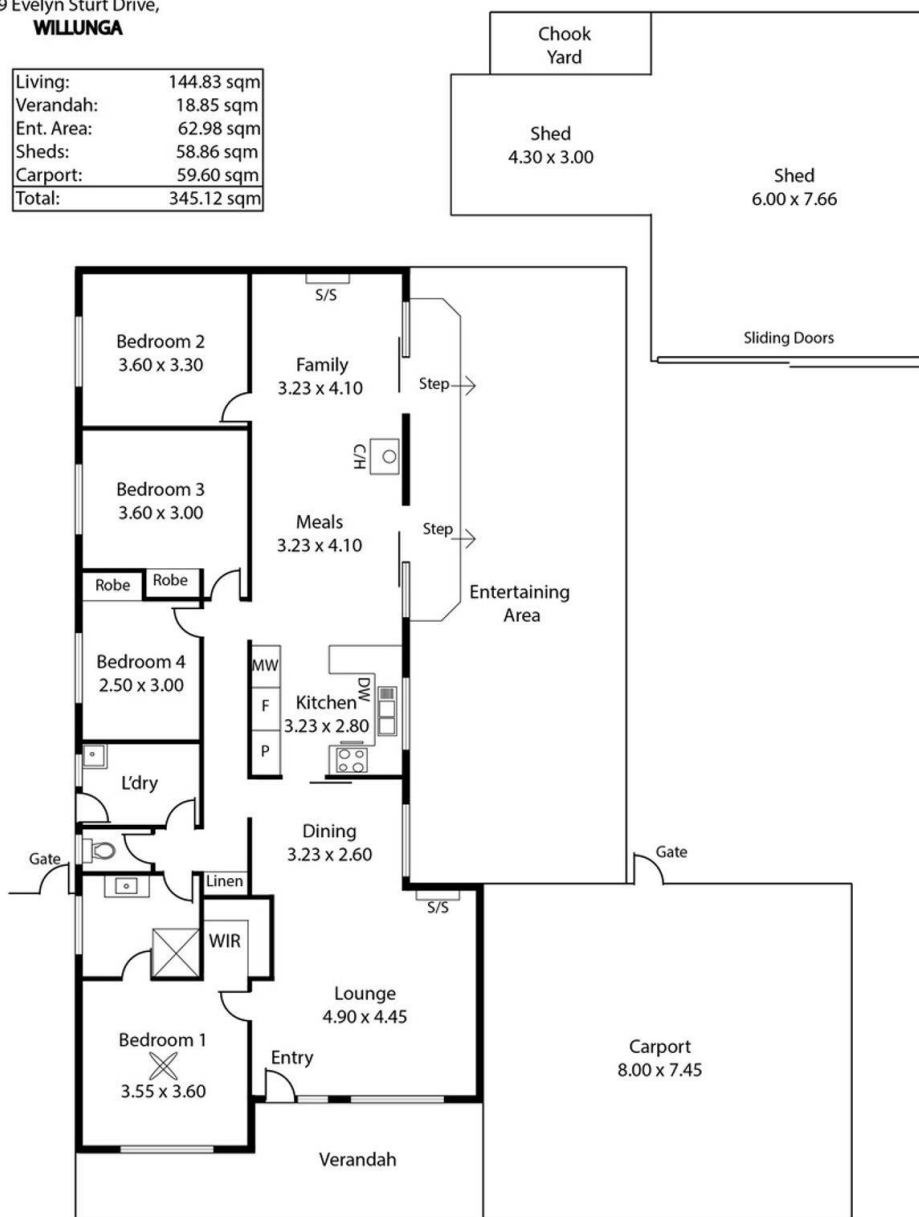 9 Evelyn Sturt Drive,
WILLUNGA
Living: 144.83 sqm
Verandah: 18.85 sqm
Ent. Area: 62.98 sqm
Sheds: 58.86 sqm
Carport: 59.60 sqm
Total: 345.12 sqm
Chook
Yard
Shed
4.30 x 3.00
Shed
6.00 x 7.66
Sliding Doors
S/S
Bedroom 2
3.60 x 3.30
Family
3.23 x 4.10
Step
C/H
Bedroom 3
3.60 x 3.00
Meals
3.23 x 4.10
Step
Robe
Robe
Entertaining
Area
Bedroom 4
2.50 x 3.00
MW
F
P
DW
Kitchen
3.23 x 2.80
L'dry
Dining
3.23 x 2.60
Gate
Gate
Linen
S/S
WIR
Lounge
4.90 x 4.45
Bedroom 1
3.55 x 3.60
Entry
Carport
8.00 x 7.45
Verandah